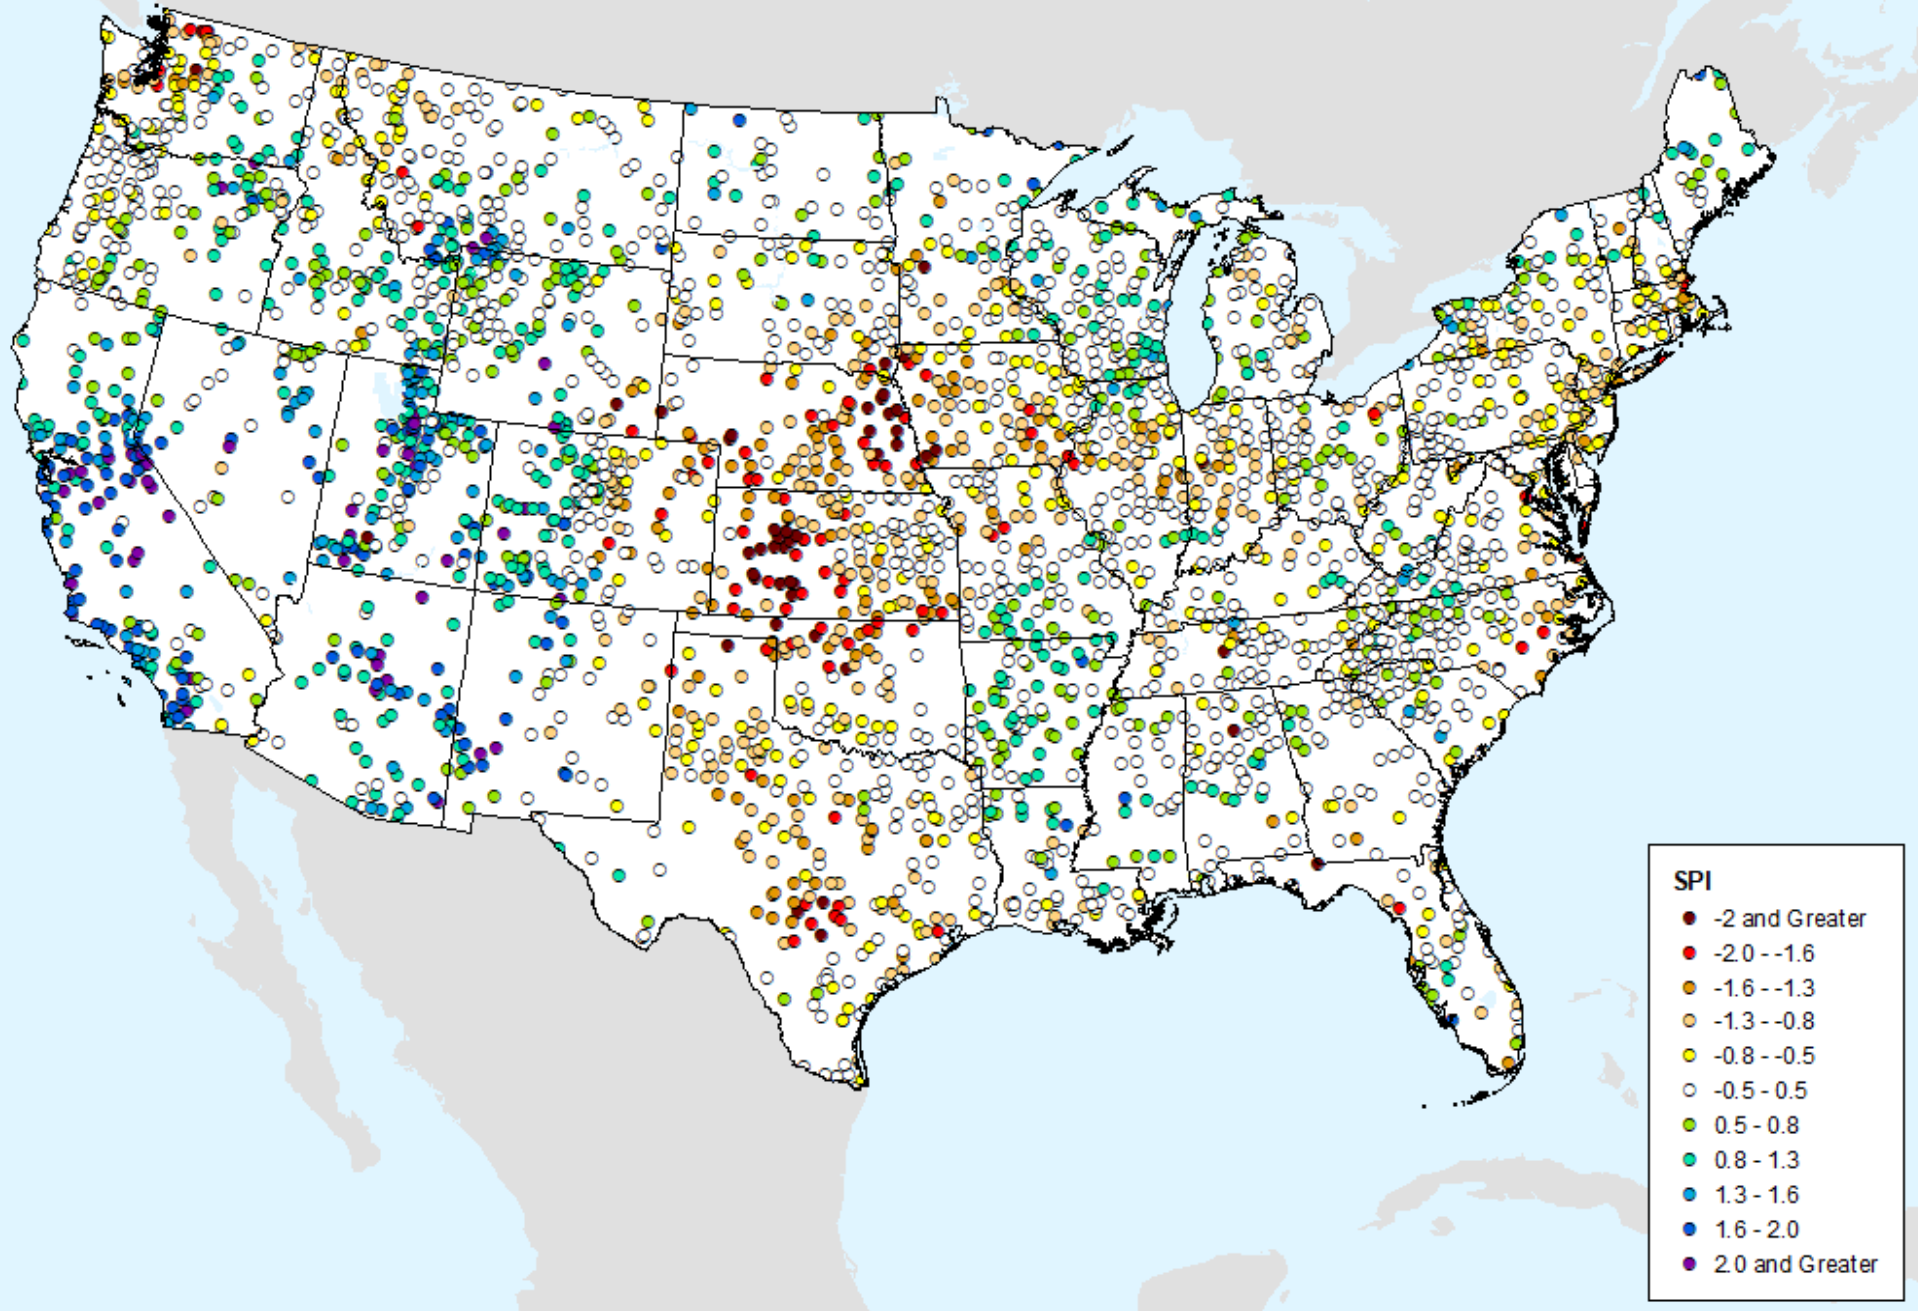 SPI
-2 and Greater
-2.0 - -1.6
-1.6 - -1.3
-1.3 - -0.8
-0.8 - -0.5
-0.5 - 0.5
0.5 - 0.8
0.8 - 1.3
1.3 - 1.6
1.6 - 2.0
2.0 and Greater